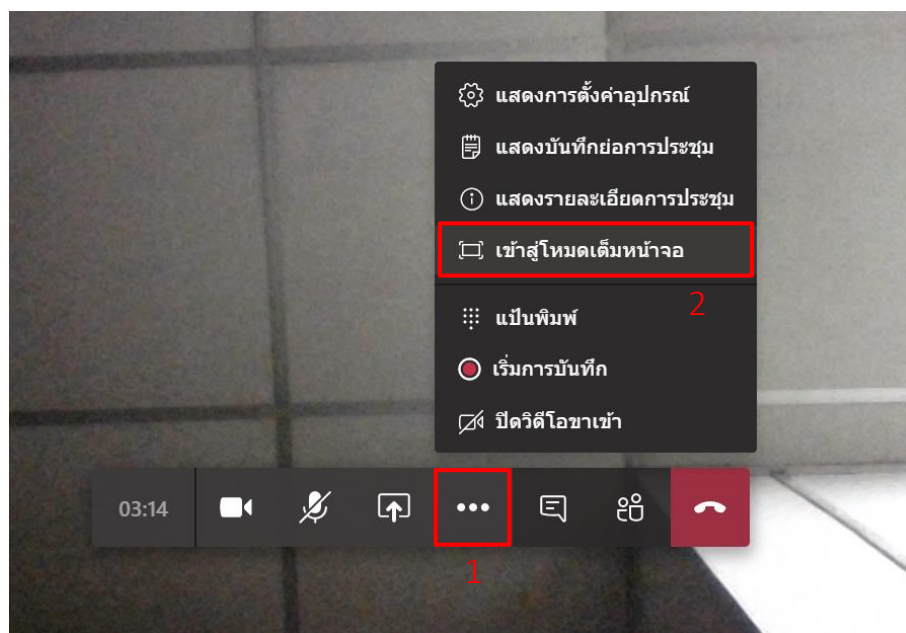 แสดงการตั้งค่าอุปกรณ์
แสดงบันทึกย่อการประชุม
แสดงรายละเอียดการประชุม
เข้าสู่โหมดเต็มหน้าจอ
2
แป้นพิมพ์
เริ่มการบันทึก
ปิดวิดีโอขาเข้า
03:14
1